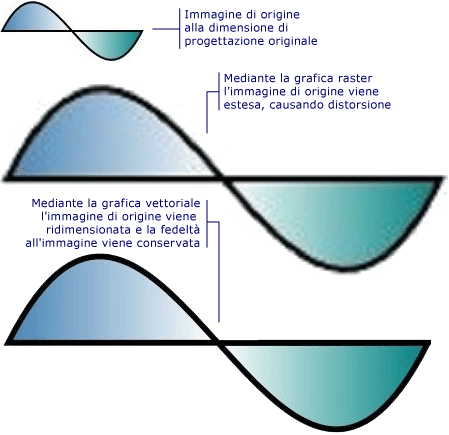 Immagine di origine
alla dimensione di
progettazione originale
Mediante la grafica raster
l'immagine di origine viene
estesa, causando distorsione
Mediante la grafica vettoriale
l'immagine di origine viene
ridimensionata e la fedeltà
all'immagine viene conservata